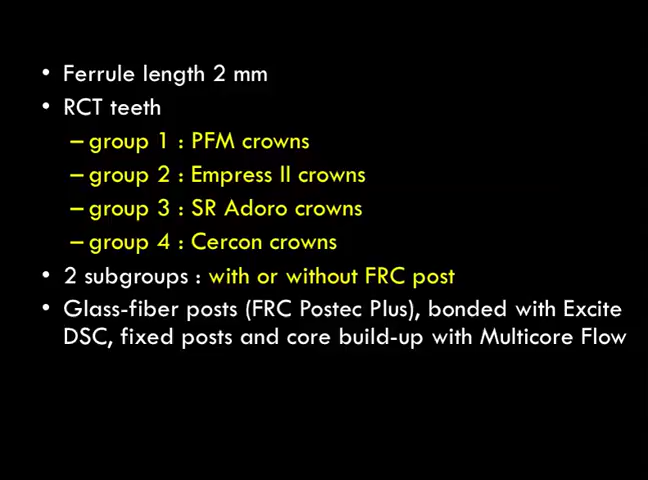 • Ferrule length 2 mm
• RCT teeth
– group 1 : PFM crowns
– group 2 : Empress II crowns
– group 3 : SR Adoro crowns
– group 4 : Cercon crowns
• 2 subgroups : with or without FRC post
• Glass-fiber posts (FRC Postec Plus), bonded with Excite
DSC, fixed posts and core build-up with Multicore Flow